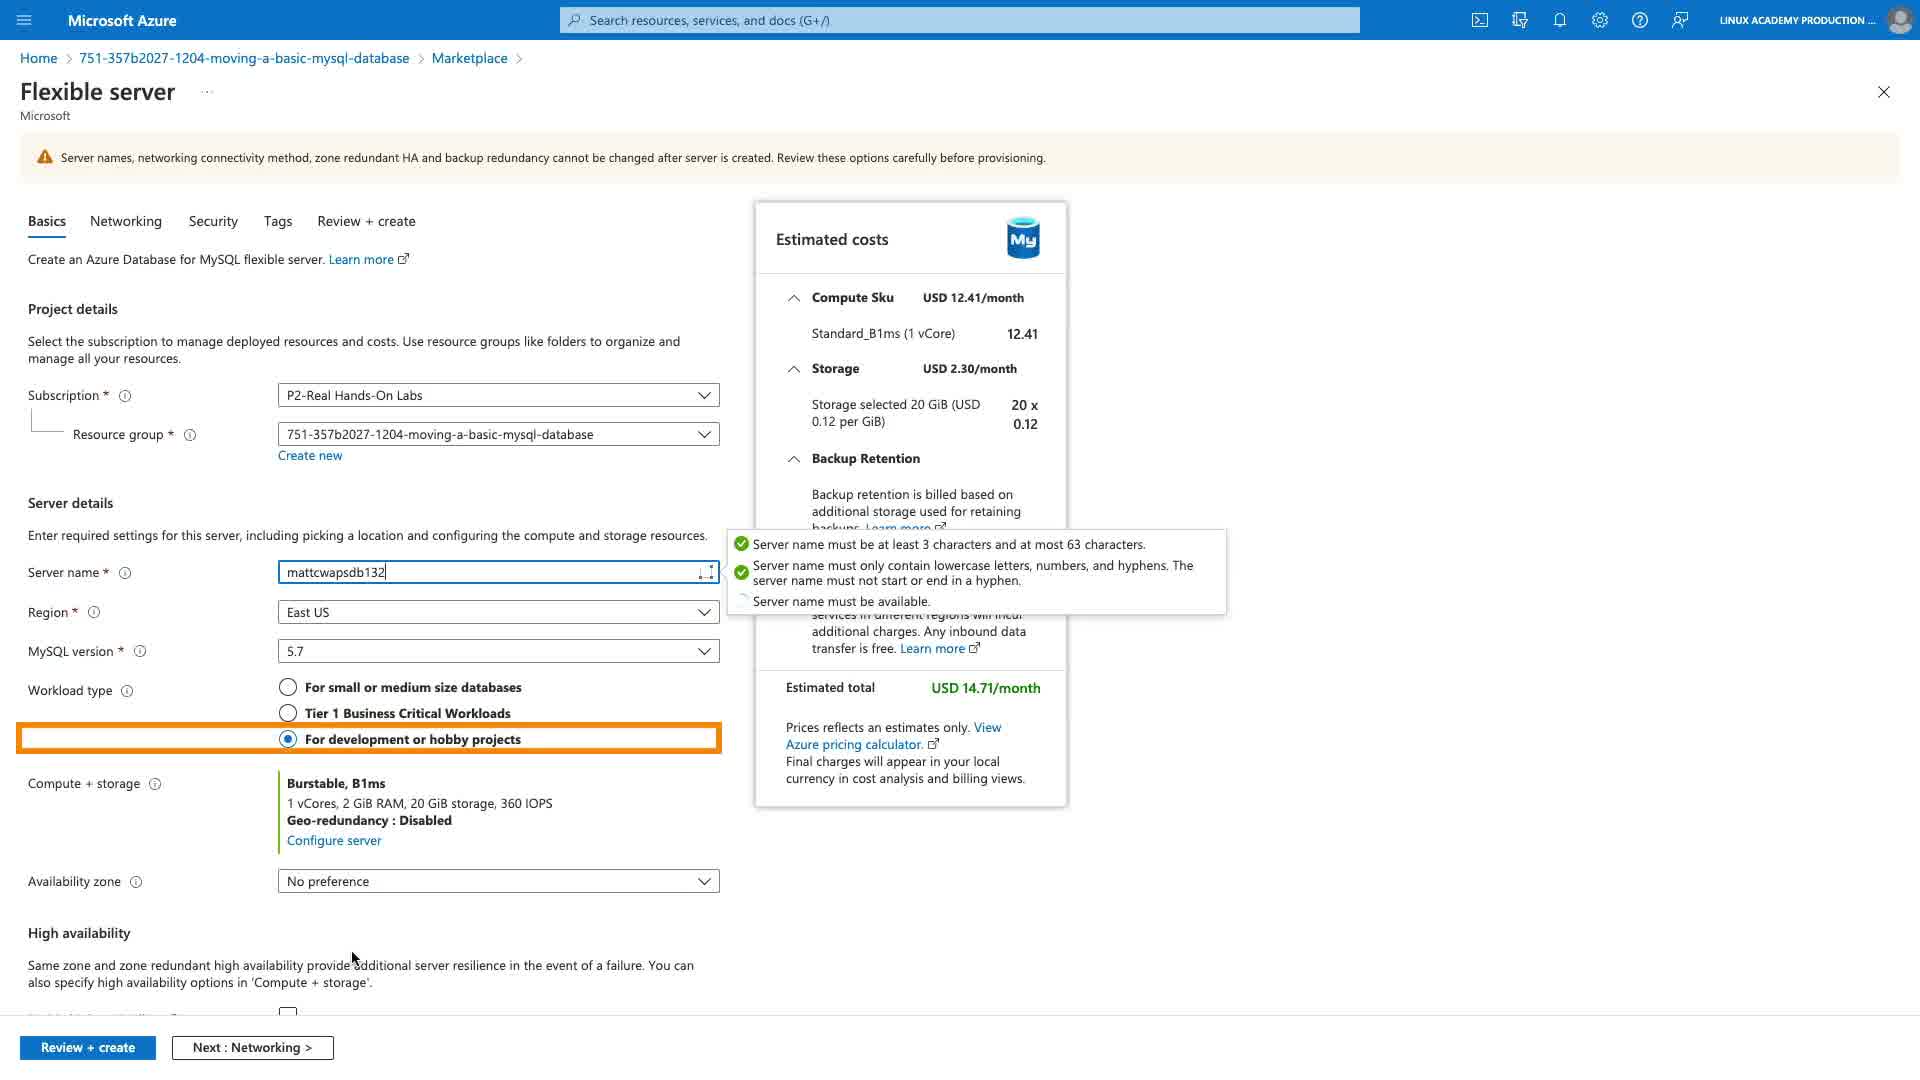 Microsoft Azure
Search resources, services, and docs (G+/)
LINUX ACADEMY PRODUCTION ...
Home > 751-357b2027-1204-moving-a-basic-mysql-database > Marketplace >
Flexible server ...
Microsoft
Server names, networking connectivity method, zone redundant HA and backup redundancy cannot be changed after server is created. Review these options carefully before provisioning.
Basics Networking Security Tags Review + create
Create an Azure Database for MySQL flexible server. Learn more
Project details
Select the subscription to manage deployed resources and costs. Use resource groups like folders to organize and
manage all your resources.
Subscription *
P2-Real Hands-On Labs
Resource group *
751-357b2027-1204-moving-a-basic-mysql-database
Create new
Server details
Enter required settings for this server, including picking a location and configuring the compute and storage resources.
Server name *
mattcwapsdb132
Region *
East US
MySQL version *
5.7
Workload type
For small or medium size databases
Tier 1 Business Critical Workloads
For development or hobby projects
Compute + storage
Burstable, B1ms
1 vCores, 2 GiB RAM, 20 GiB storage, 360 IOPS
Geo-redundancy : Disabled
Configure server
Availability zone
No preference
High availability
Same zone and zone redundant high availability provide additional server resilience in the event of a failure. You can
also specify high availability options in 'Compute + storage'.
Estimated costs
My
Compute Sku USD 12.41/month
Standard_B1ms (1 vCore) 12.41
Storage USD 2.30/month
Storage selected 20 GiB (USD 20 x
0.12 per GiB) 0.12
Backup Retention
Backup retention is billed based on
additional storage used for retaining
backups. Learn more
Server name must be at least 3 characters and at most 63 characters.
Server name must only contain lowercase letters, numbers, and hyphens. The
server name must not start or end in a hyphen.
Server name must be available.
services in different regions will incur
additional charges. Any inbound data
transfer is free. Learn more
Estimated total USD 14.71/month
Prices reflects an estimates only. View
Azure pricing calculator.
Final charges will appear in your local
currency in cost analysis and billing views.
Review + create
Next : Networking >